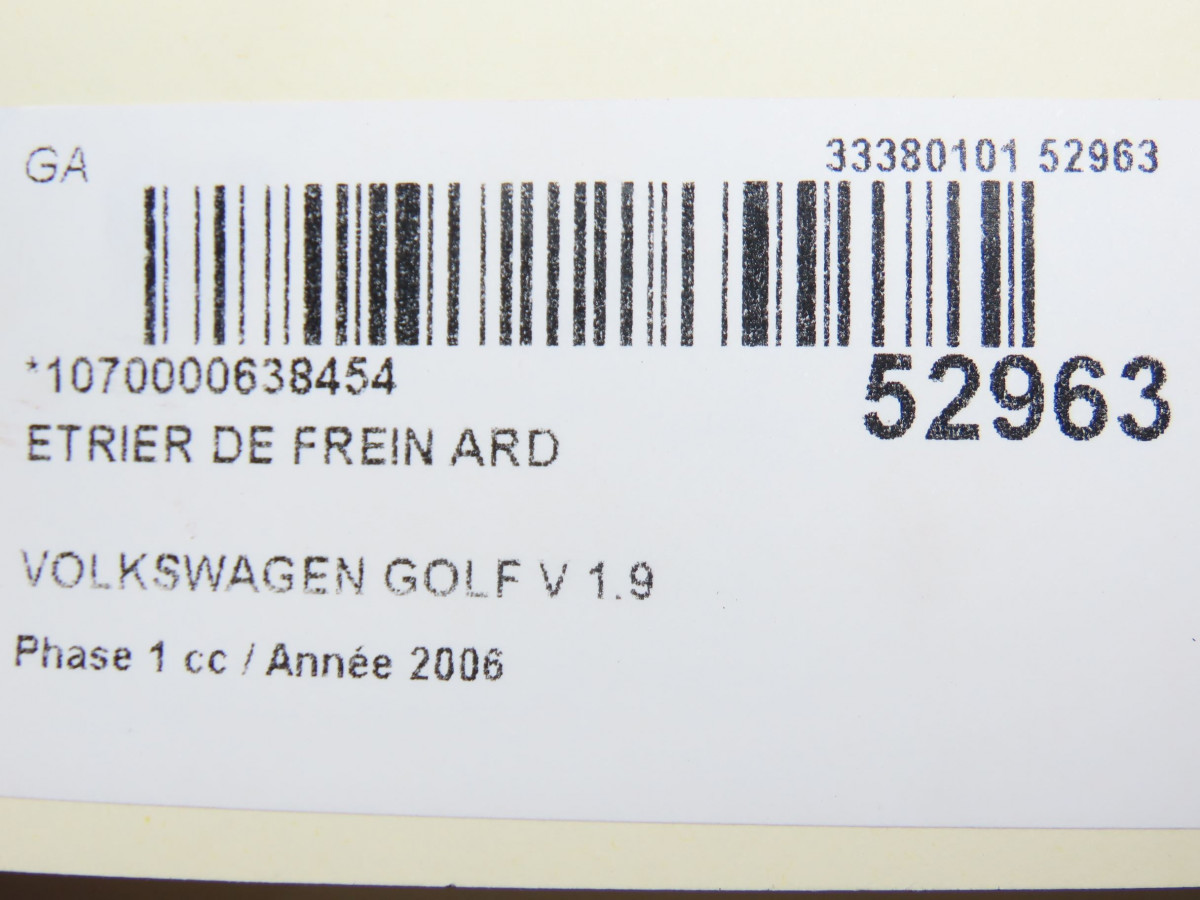 GA
33380101 52963
*1070000638454
52963
ETRIER DE FREIN ARD
VOLKSWAGEN GOLF V 1.9
Phase 1 cc / Année 2006